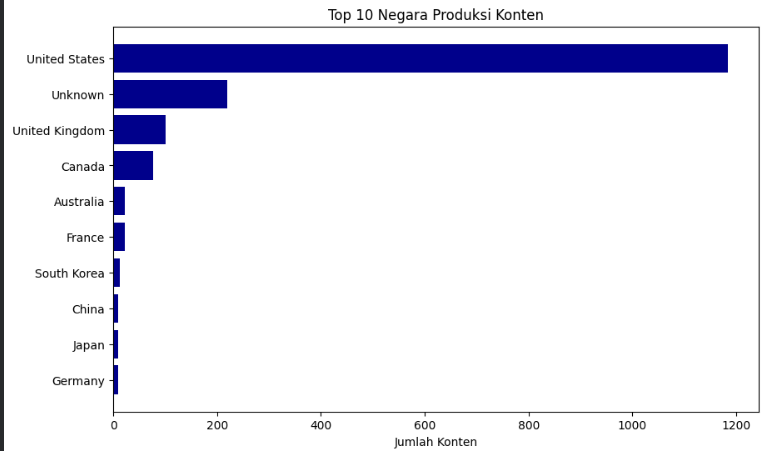 Top 10 Negara Produksi Konten
United States
Unknown
United Kingdom
Canada
Australia
France
South Korea
China
Japan
Germany
0 200 400 600 800 1000 1200
Jumlah Konten